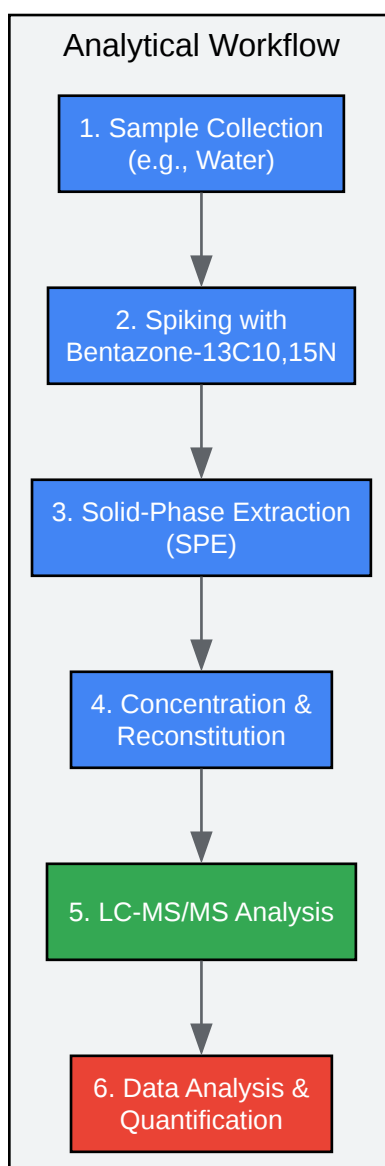 Analytical Workflow
1. Sample Collection
(e.g., Water)
2. Spiking with
Bentazone-13C10,15N
3. Solid-Phase Extraction
(SPE)
4. Concentration &
Reconstitution
5. LC-MS/MS Analysis
6. Data Analysis &
Quantification